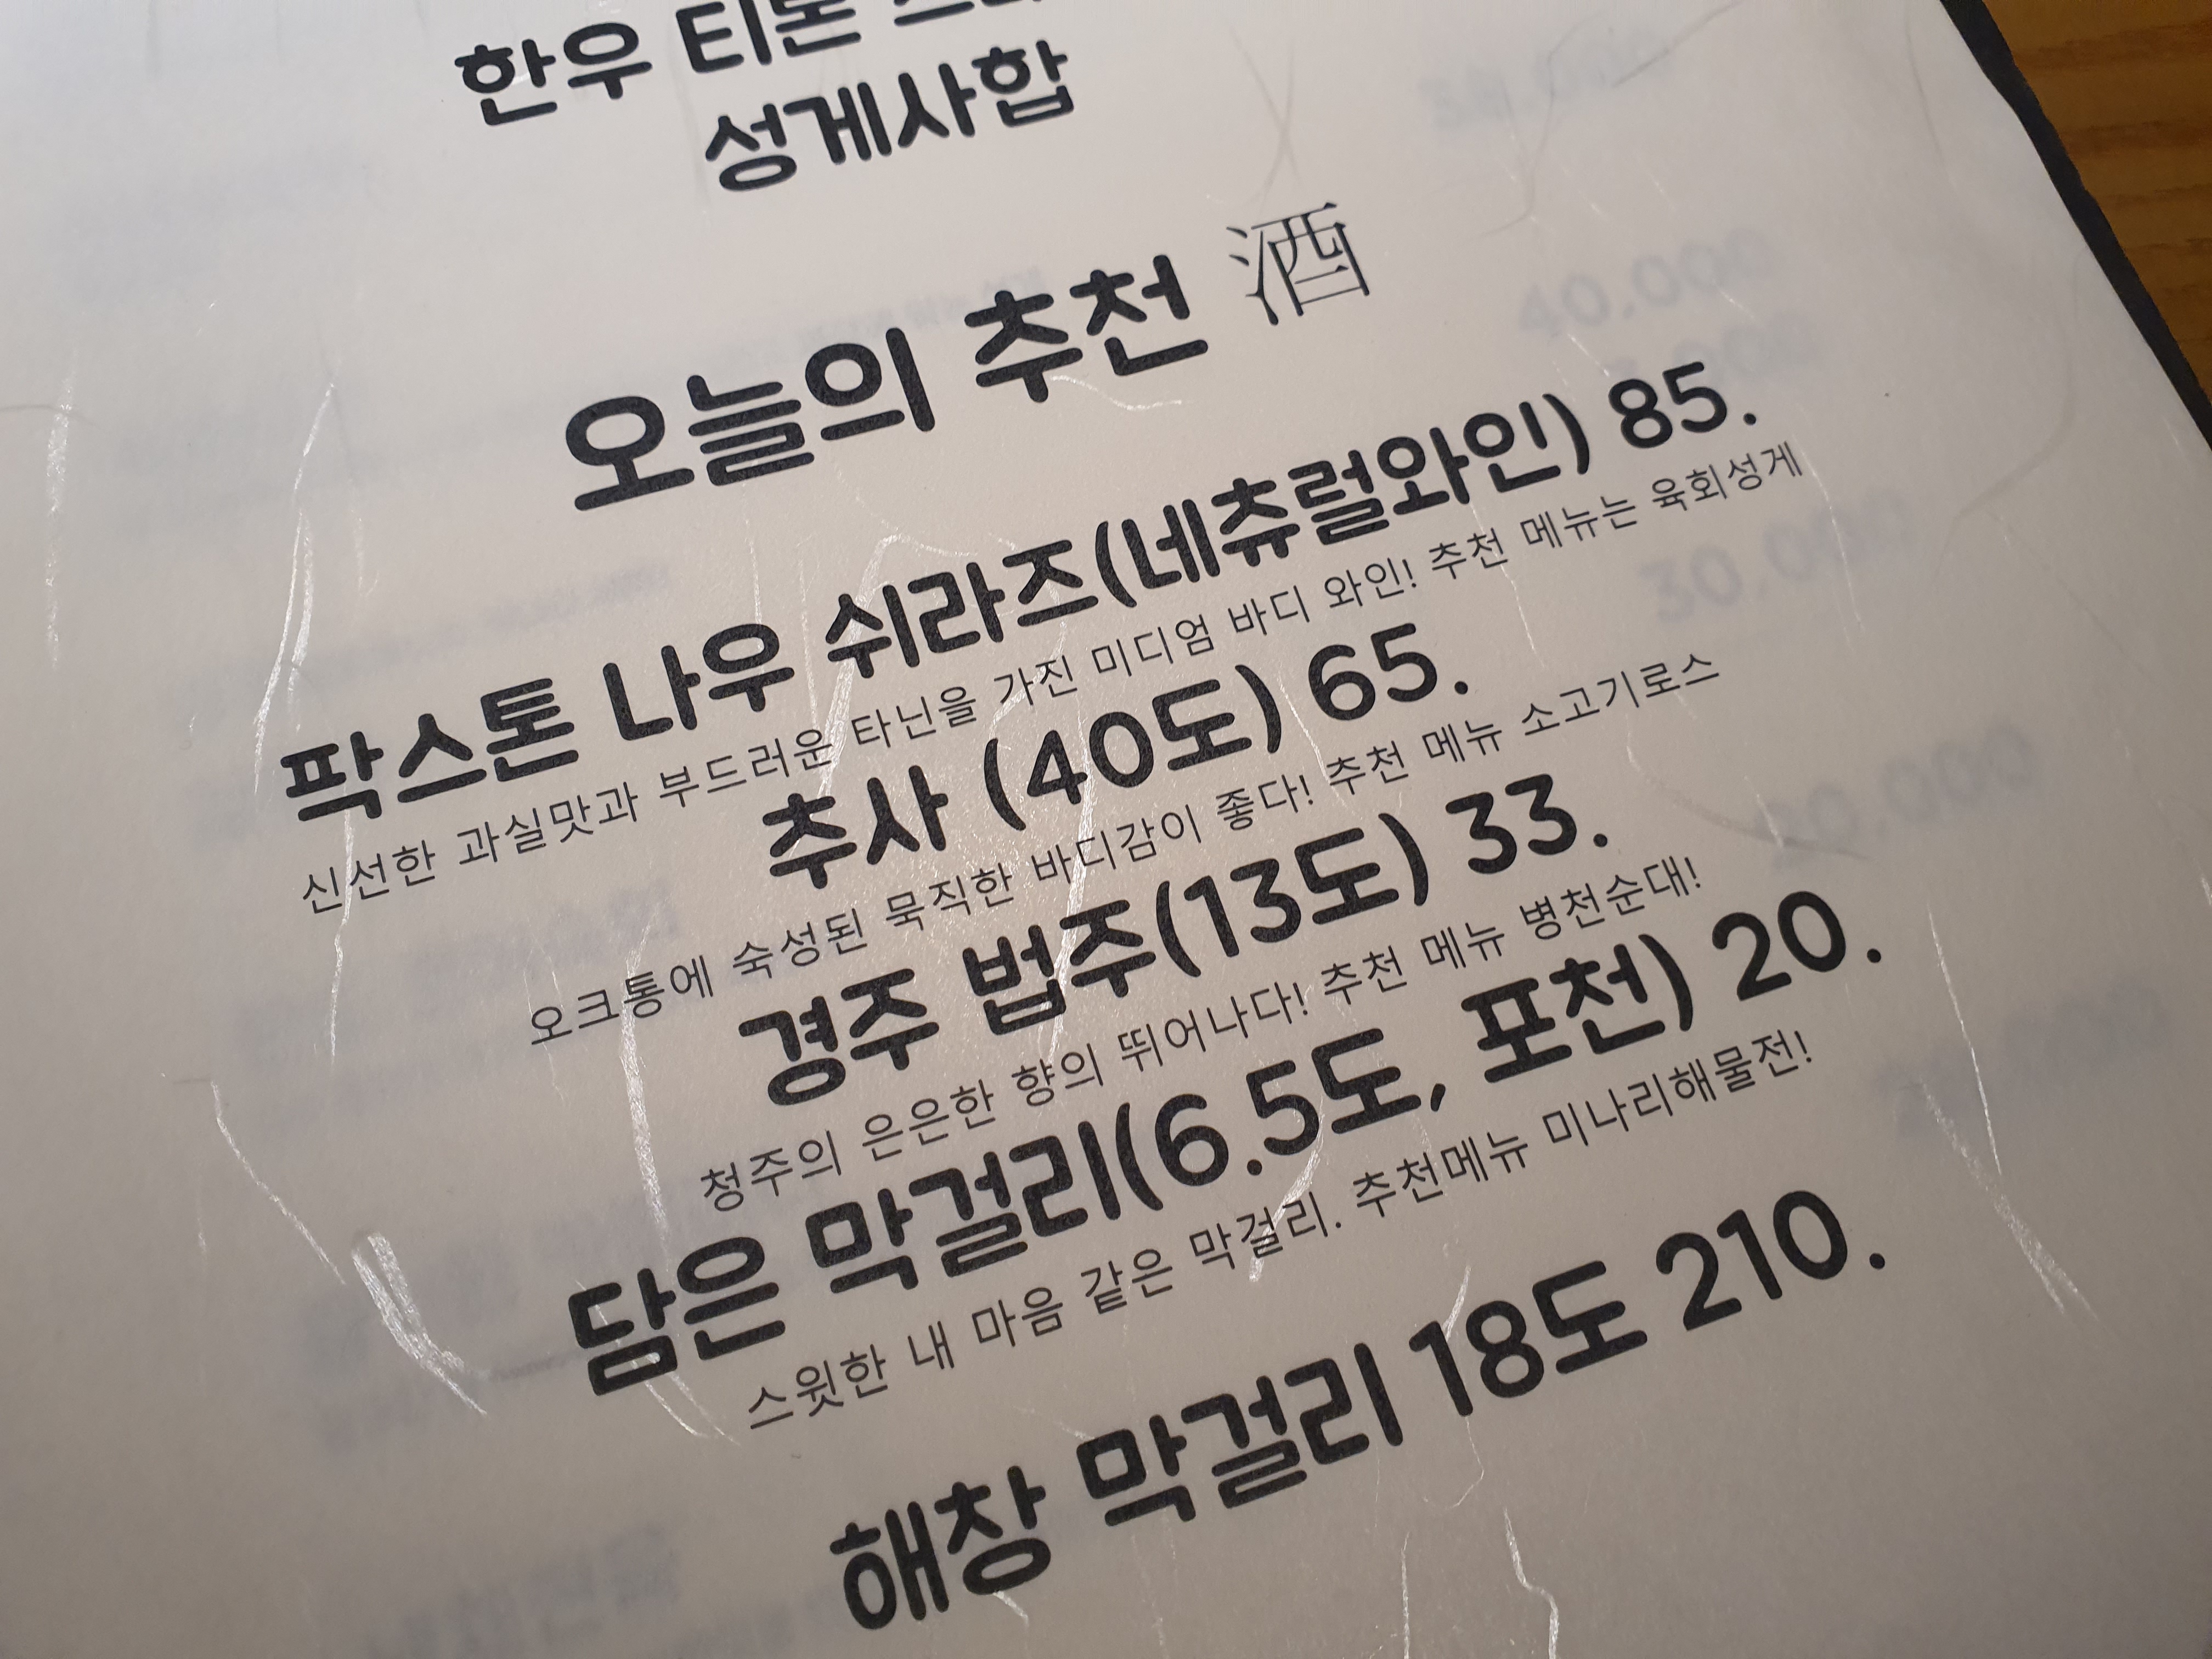 한우 티본
성게사합
오늘의 추천 酒
팍스톤 나우 쉬라즈(네츄럴와인) 85.
신선한 과실맛과 부드러운 타닌을 가진 미디엄 바디 와인! 추천 메뉴는 육회성게
추사 (40도) 65.
오크통에 숙성된 묵직한 바디감이 좋다! 추천 메뉴 소고기로스
경주 법주(13도) 33.
청주의 은은한 향의 뛰어나다! 추천 메뉴 병천순대!
담은 막걸리(6.5도, 포천) 20.
스윗한 내 마음 같은 막걸리. 추천메뉴 미나리해물전!
해창 막걸리 18도 210.